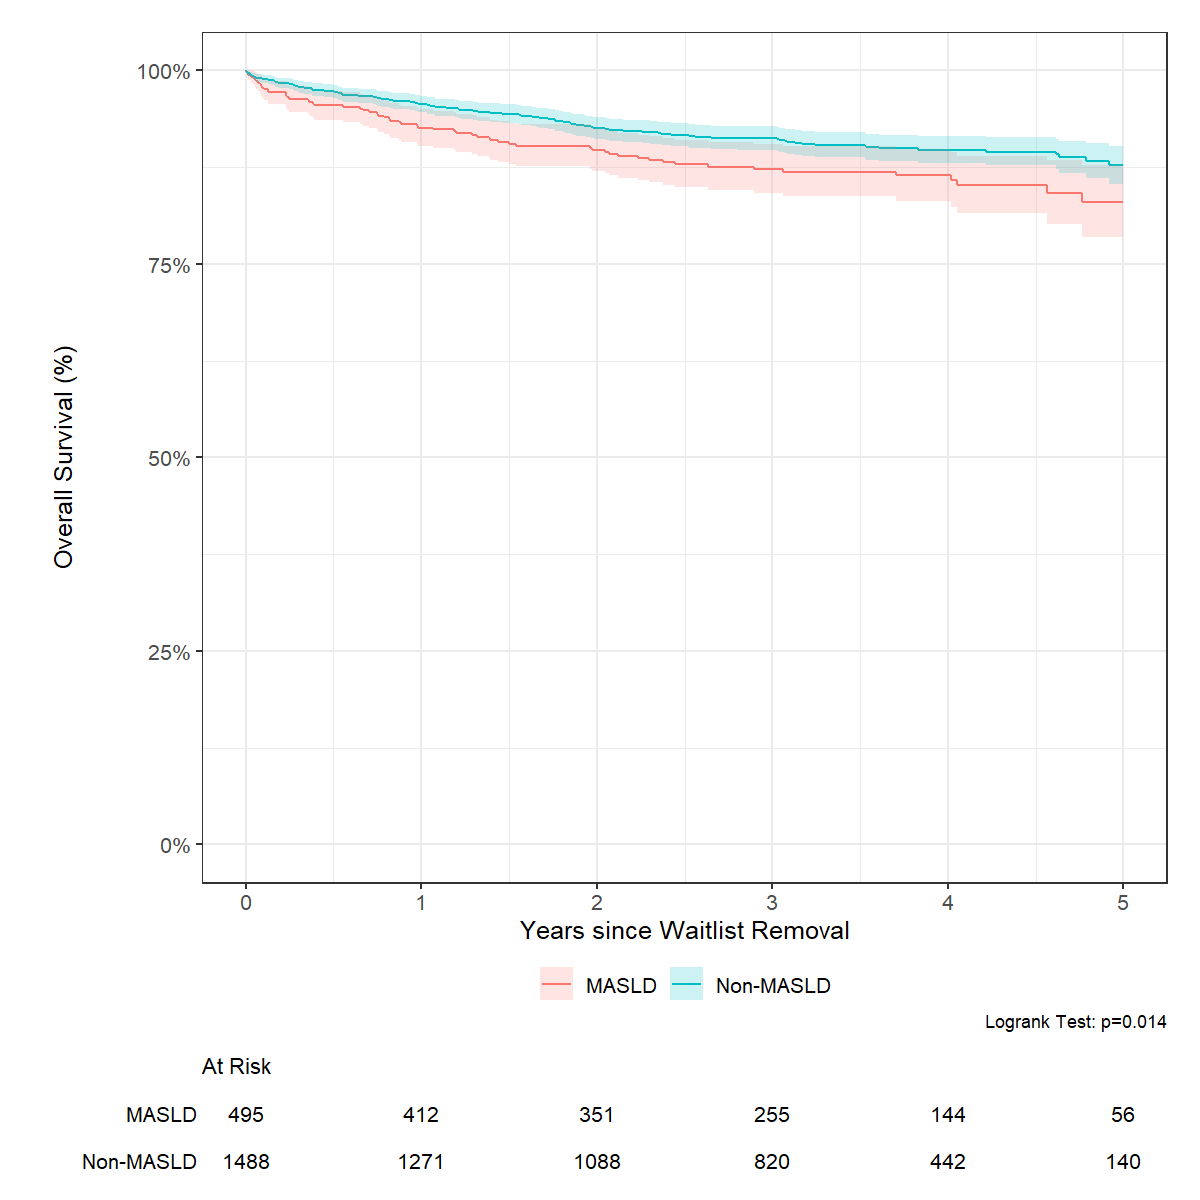 100%
75%
50%
25%
0%
Overall Survival (%)
0 1 2 3 4 5
Years since Waitlist Removal
MASLD Non-MASLD
Logrank Test: p=0.014
At Risk
MASLD 495 412 351 255 144 56
Non-MASLD 1488 1271 1088 820 442 140